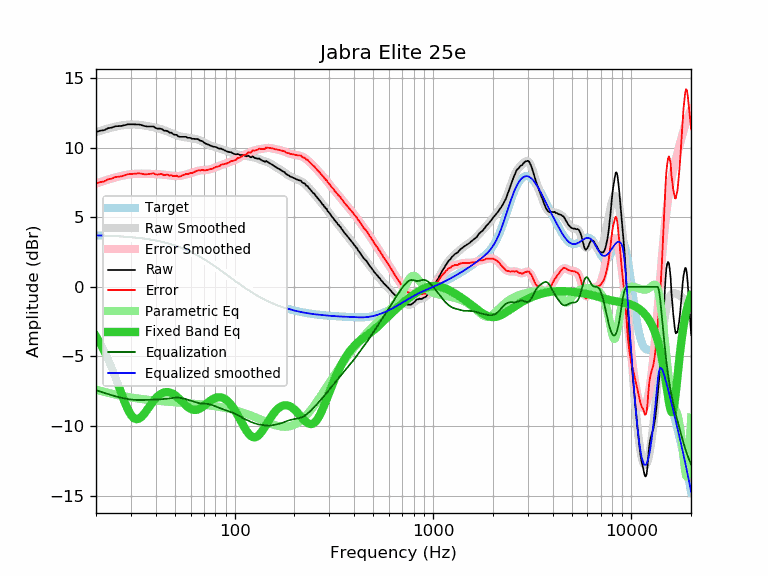 Jabra Elite 25e
15
10
5
0
−5
−10
−15
Amplitude (dBr)
Target
Raw Smoothed
Error Smoothed
Raw
Error
Parametric Eq
Fixed Band Eq
Equalization
Equalized smoothed
100
1000
10000
Frequency (Hz)